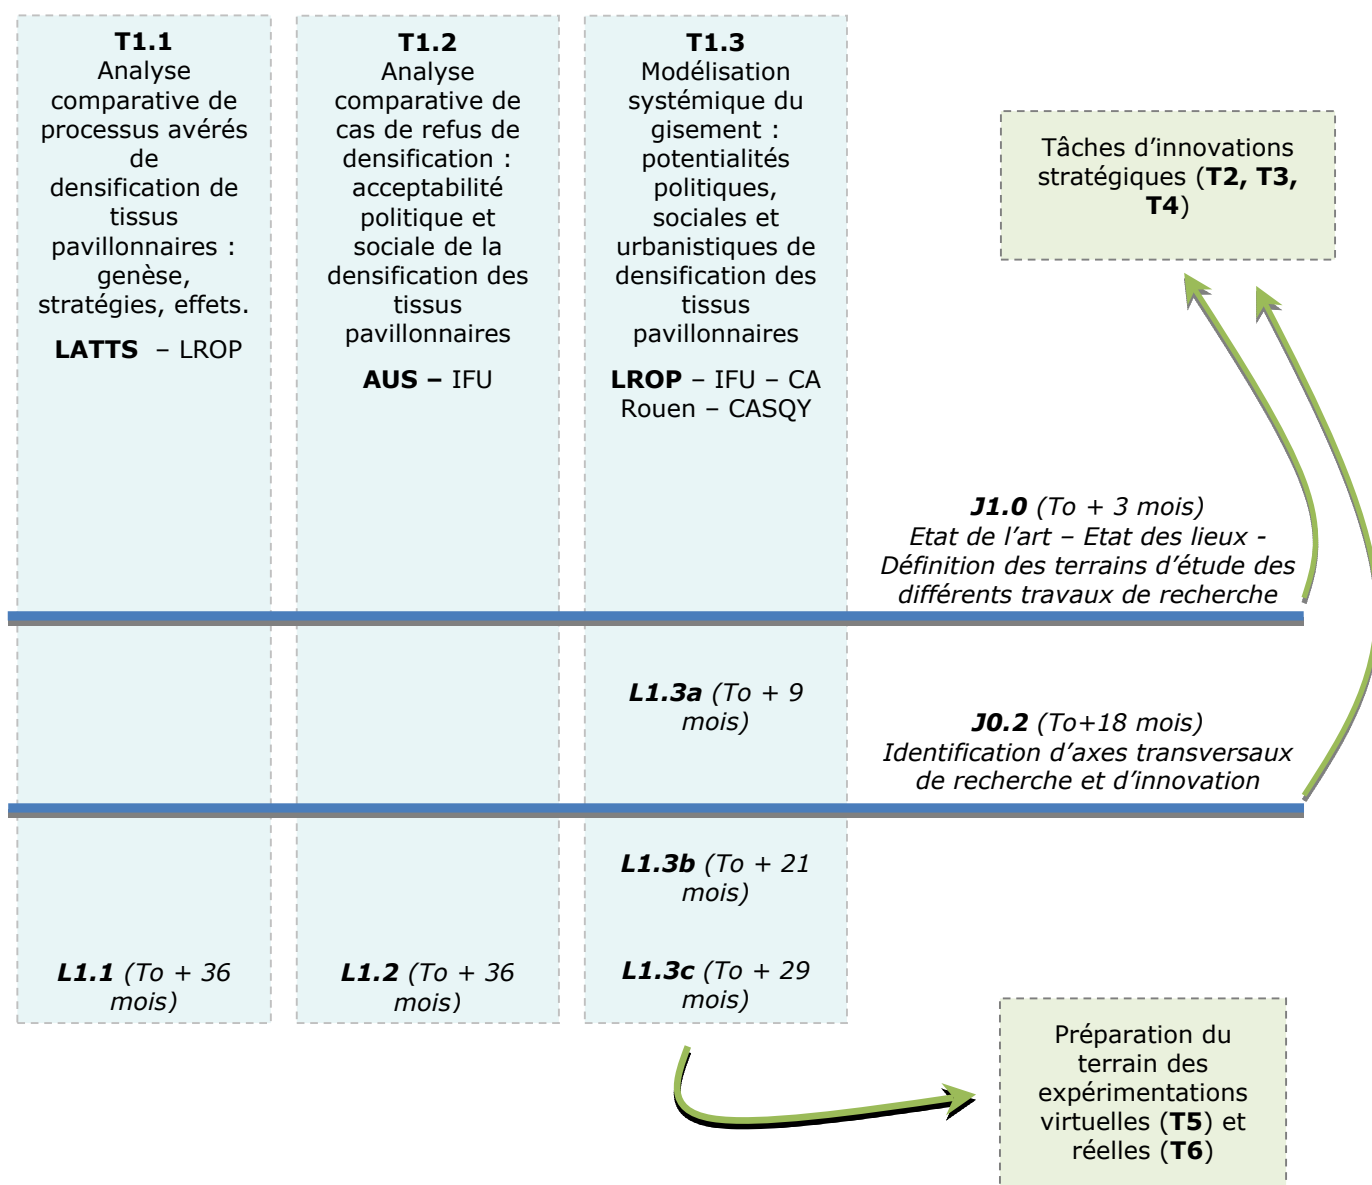 T1.1
Analyse
comparative de
processus avérés
de
densification de
tissus
pavillonnaires :
genèse,
stratégies, effets.
LATTS – LROP
T1.2
Analyse
comparative de
cas de refus de
densification :
acceptabilité
politique et
sociale de la
densification des
tissus
pavillonnaires
AUS – IFU
T1.3
Modélisation
systémique du
gisement :
potentialités
politiques,
sociales et
urbanistiques de
densification des
tissus
pavillonnaires
LROP – IFU – CA
Rouen – CASQY
Tâches d’innovations
stratégiques (T2, T3,
T4)
J1.0 (To + 3 mois)
Etat de l’art – Etat des lieux -
Définition des terrains d’étude des
différents travaux de recherche
L1.3a (To + 9
mois)
J0.2 (To+18 mois)
Identification d’axes transversaux
de recherche et d’innovation
L1.3b (To + 21
mois)
L1.1 (To + 36
mois)
L1.2 (To + 36
mois)
L1.3c (To + 29
mois)
Préparation du
terrain des
expérimentations
virtuelles (T5) et
réelles (T6)